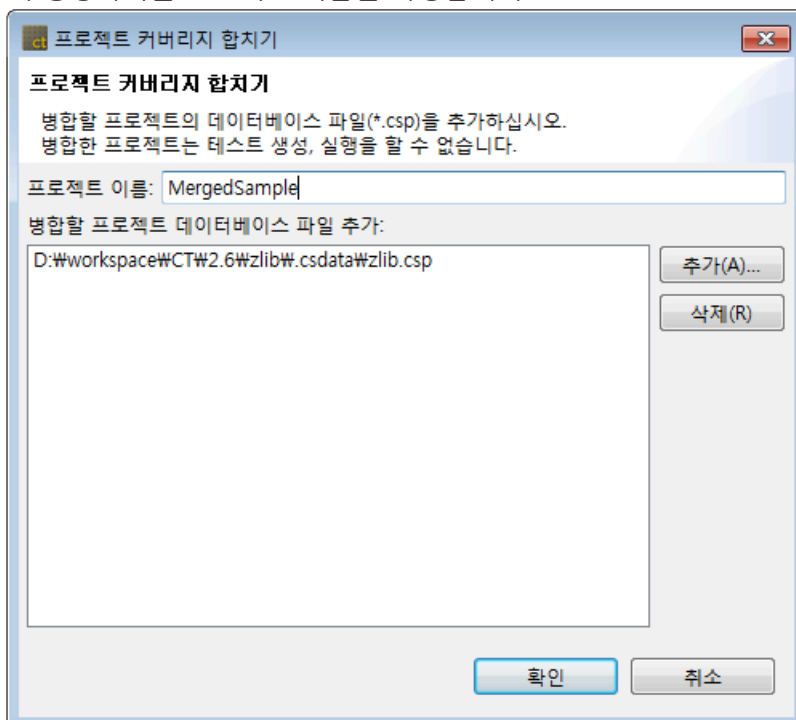 ct 프로젝트 커버리지 합치기
프로젝트 커버리지 합치기
병합할 프로젝트의 데이터베이스 파일(*.csp)을 추가하십시오.
병합한 프로젝트는 테스트 생성, 실행을 할 수 없습니다.
프로젝트 이름: MergedSample
병합할 프로젝트 데이터베이스 파일 추가:
D:₩workspace₩CT₩2.6₩zlib₩.csdata₩zlib.csp
추가(A)...
삭제(R)
확인
취소